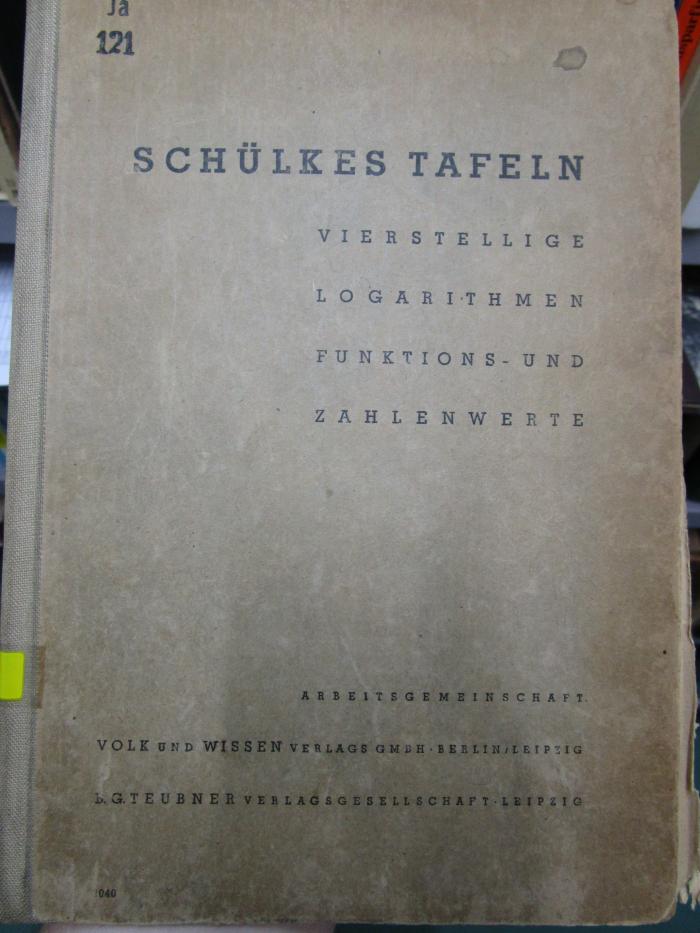 Ja
121
SCHÜLKES TAFELN
VIERSTELLIGE
LOGARITHMEN
FUNKTIONS- UND
ZAHLENWERTE
ARBEITSGEMEINSCHAFT
VOLK UND WISSEN VERLAGS GMBH · BERLIN/LEIPZIG
B. G. TEUBNER VERLAGSGESELLSCHAFT · LEIPZIG
1040